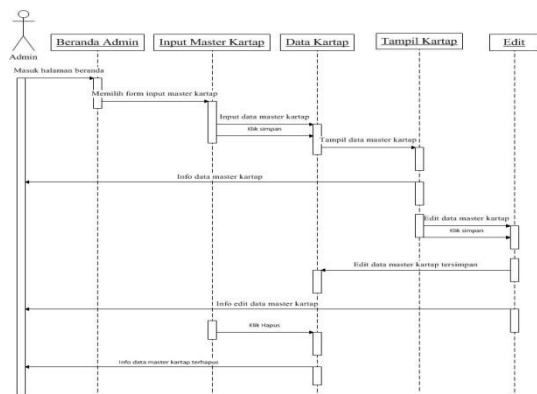 Beranda Admin
Input Master Kartap
Data Kartap
Tampil Kartap
Edit
Admin
Masuk halaman beranda
Memilih form input master kartap
Input data master kartap
Klik simpan
Tampil data master kartap
Info data master kartap
Edit data master kartap
Klik simpan
Edit data master kartap tersimpan
Info edit data master kartap
Klik Hapus
Info data master kartap terhapus